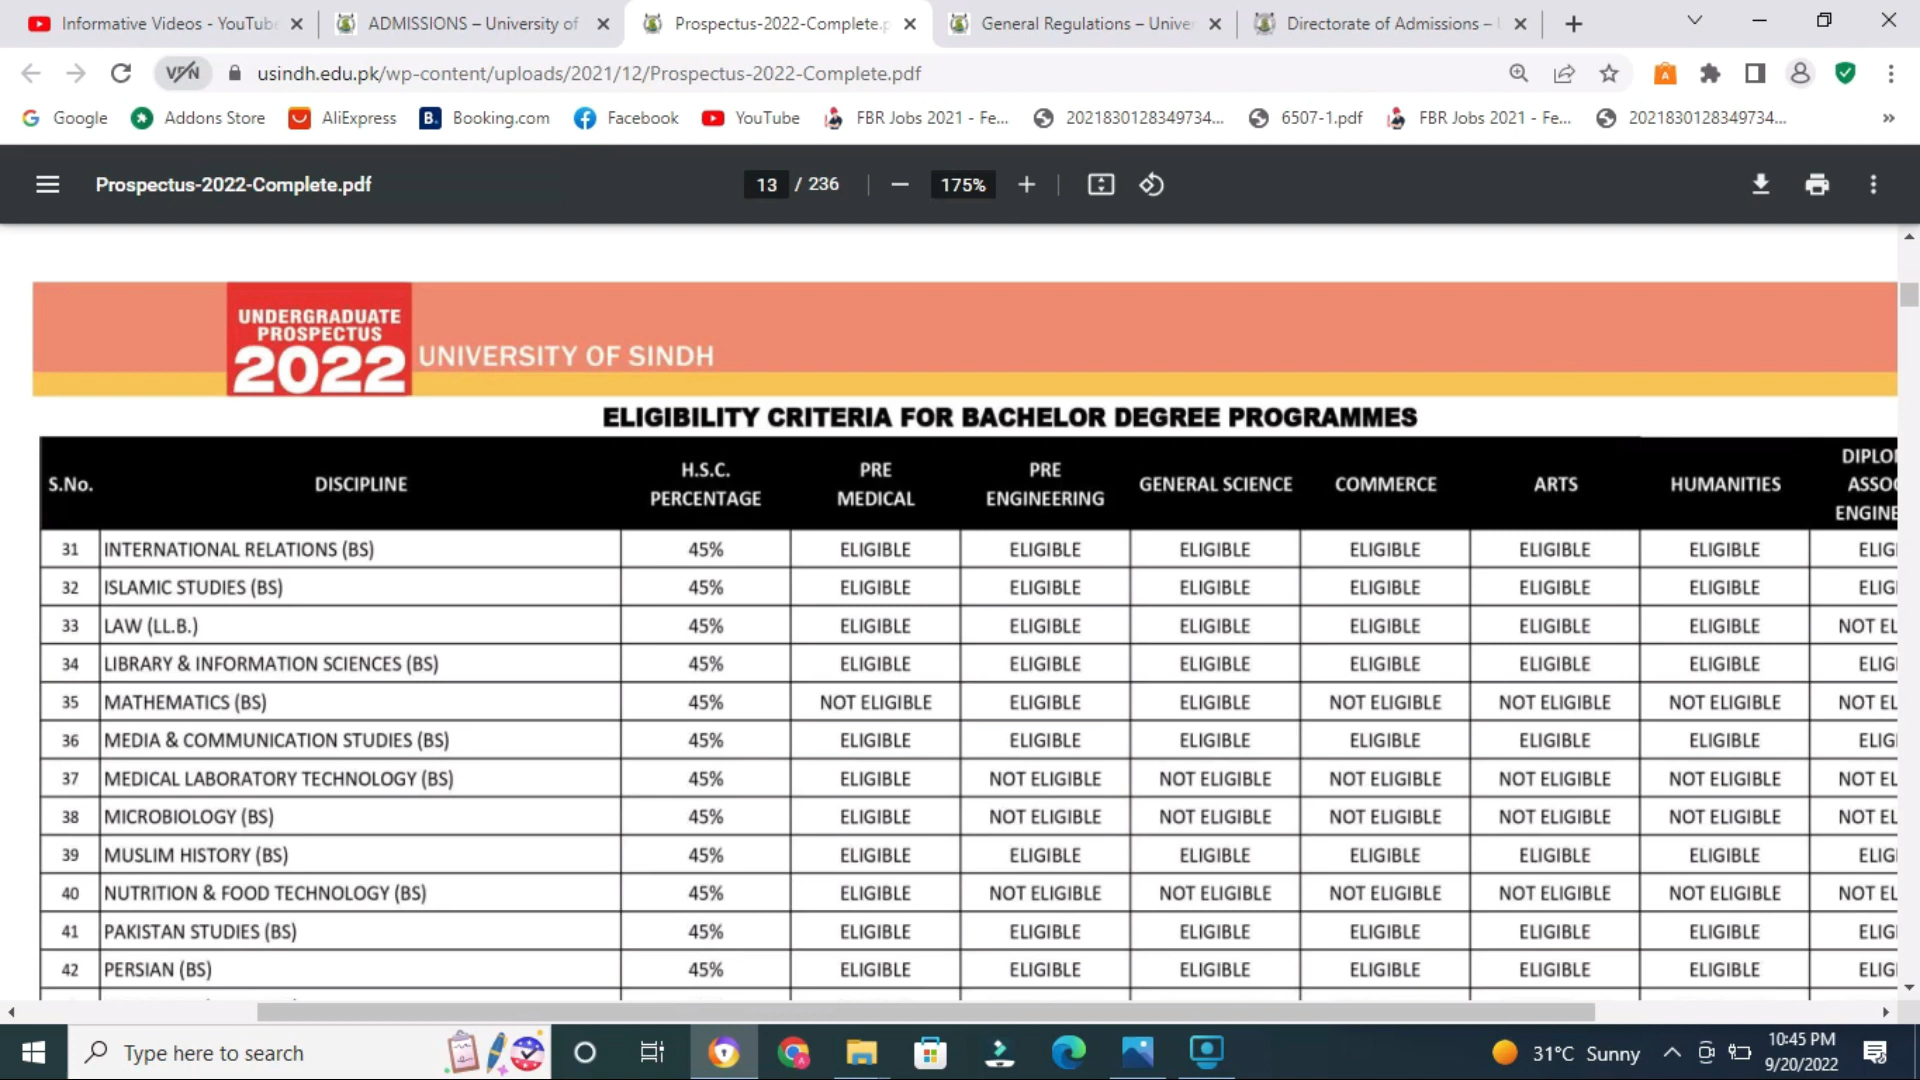 Informative Videos - YouTube
ADMISSIONS – University of
Prospectus-2022-Complete.p
General Regulations – Unive
Directorate of Admissions –
VPN
usindh.edu.pk/wp-content/uploads/2021/12/Prospectus-2022-Complete.pdf
Google
Addons Store
AliExpress
B.
Booking.com
Facebook
YouTube
FBR Jobs 2021 - Fe...
2021830128349734...
6507-1.pdf
FBR Jobs 2021 - Fe...
2021830128349734...
»
Prospectus-2022-Complete.pdf
13 / 236
175%
UNDERGRADUATE
PROSPECTUS
2022
UNIVERSITY OF SINDH
ELIGIBILITY CRITERIA FOR BACHELOR DEGREE PROGRAMMES
S.No. DISCIPLINE H.S.C. PERCENTAGE PRE MEDICAL PRE ENGINEERING GENERAL SCIENCE COMMERCE ARTS HUMANITIES DIPLO ASSO ENGINE
31 INTERNATIONAL RELATIONS (BS) 45% ELIGIBLE ELIGIBLE ELIGIBLE ELIGIBLE ELIGIBLE ELIGIBLE ELIG
32 ISLAMIC STUDIES (BS) 45% ELIGIBLE ELIGIBLE ELIGIBLE ELIGIBLE ELIGIBLE ELIGIBLE ELIG
33 LAW (LL.B.) 45% ELIGIBLE ELIGIBLE ELIGIBLE ELIGIBLE ELIGIBLE ELIGIBLE NOT EL
34 LIBRARY & INFORMATION SCIENCES (BS) 45% ELIGIBLE ELIGIBLE ELIGIBLE ELIGIBLE ELIGIBLE ELIGIBLE ELIG
35 MATHEMATICS (BS) 45% NOT ELIGIBLE ELIGIBLE ELIGIBLE NOT ELIGIBLE NOT ELIGIBLE NOT ELIGIBLE NOT EL
36 MEDIA & COMMUNICATION STUDIES (BS) 45% ELIGIBLE ELIGIBLE ELIGIBLE ELIGIBLE ELIGIBLE ELIGIBLE ELIG
37 MEDICAL LABORATORY TECHNOLOGY (BS) 45% ELIGIBLE NOT ELIGIBLE NOT ELIGIBLE NOT ELIGIBLE NOT ELIGIBLE NOT ELIGIBLE NOT EL
38 MICROBIOLOGY (BS) 45% ELIGIBLE NOT ELIGIBLE NOT ELIGIBLE NOT ELIGIBLE NOT ELIGIBLE NOT ELIGIBLE NOT EL
39 MUSLIM HISTORY (BS) 45% ELIGIBLE ELIGIBLE ELIGIBLE ELIGIBLE ELIGIBLE ELIGIBLE ELIG
40 NUTRITION & FOOD TECHNOLOGY (BS) 45% ELIGIBLE NOT ELIGIBLE NOT ELIGIBLE NOT ELIGIBLE NOT ELIGIBLE NOT ELIGIBLE NOT EL
41 PAKISTAN STUDIES (BS) 45% ELIGIBLE ELIGIBLE ELIGIBLE ELIGIBLE ELIGIBLE ELIGIBLE ELIG
42 PERSIAN (BS) 45% ELIGIBLE ELIGIBLE ELIGIBLE ELIGIBLE ELIGIBLE ELIGIBLE ELIG
Type here to search
31°C Sunny
10:45 PM
9/20/2022